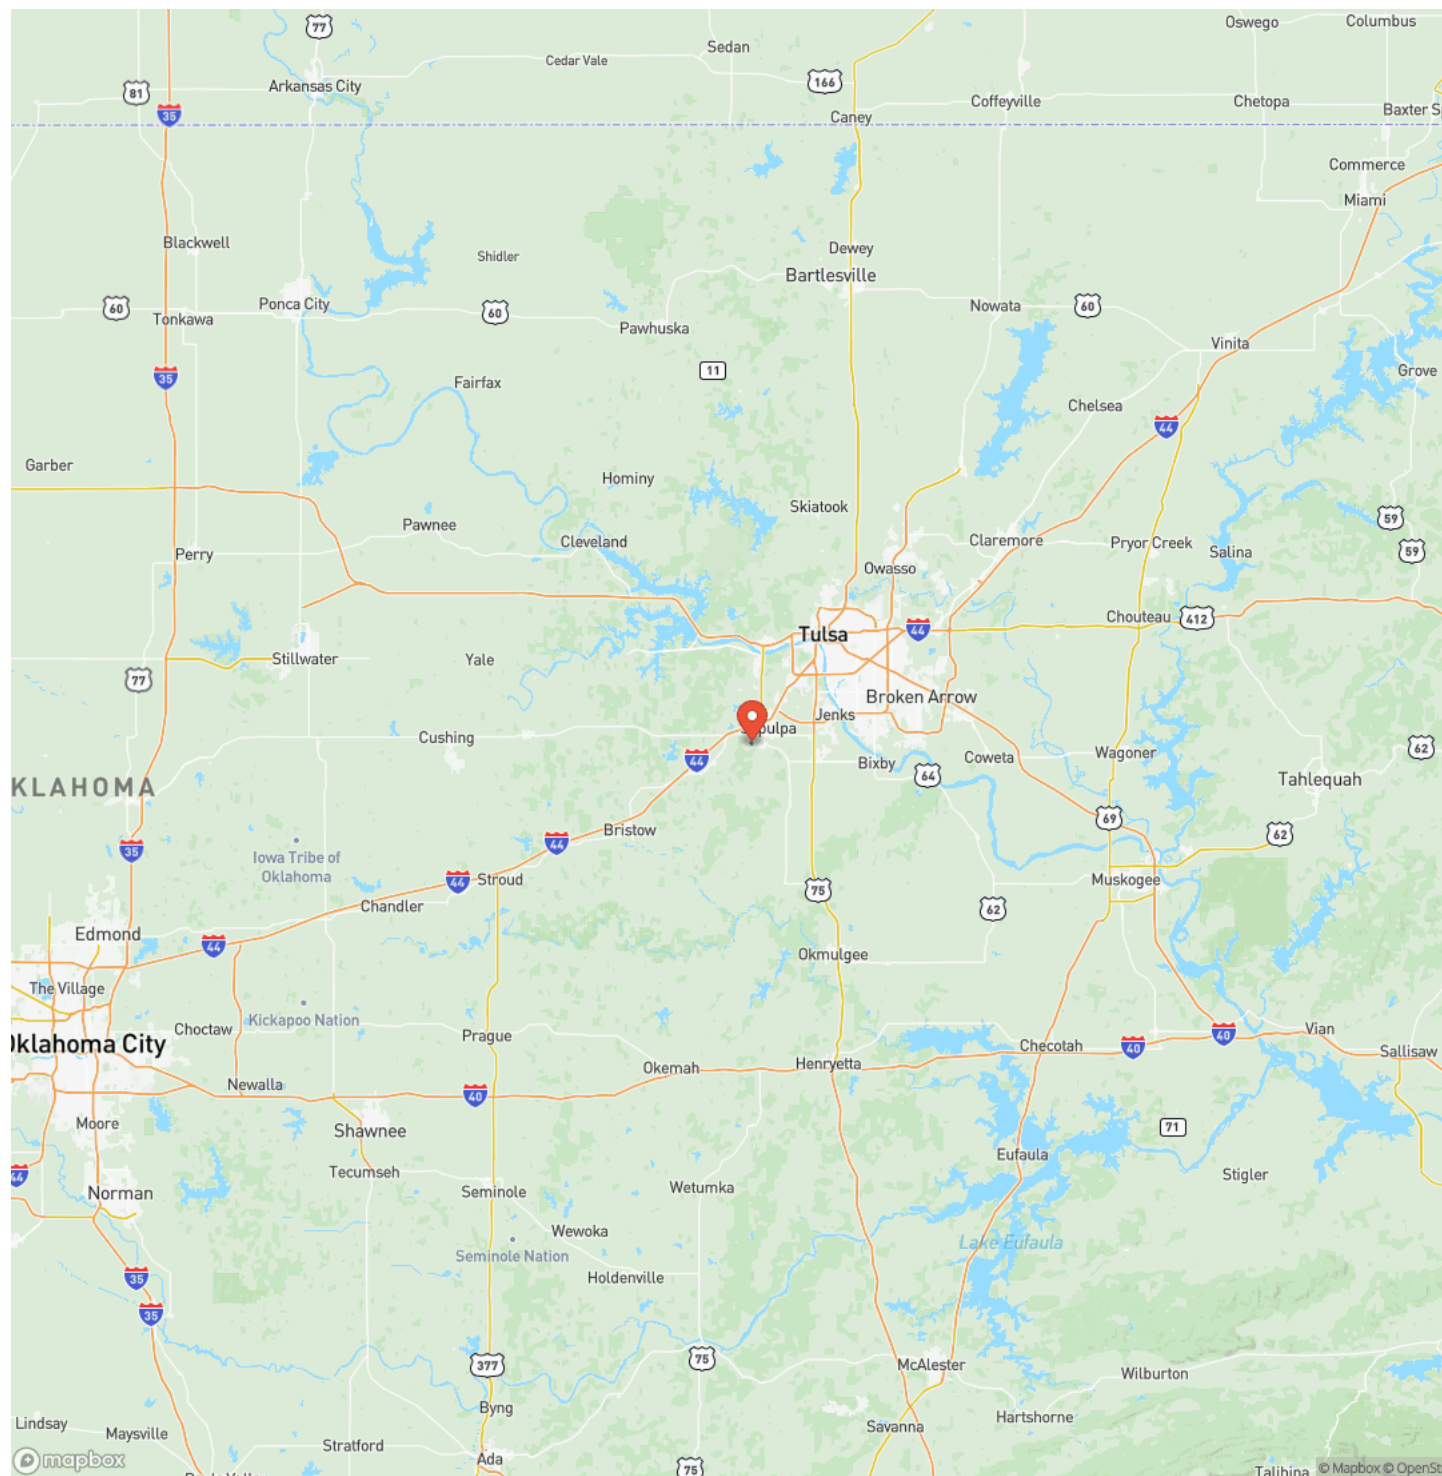 Oswego
Columbus
77
Sedan
Cedar Vale
Arkansas City
166
81
Coffeyville
Chetopa
35
Caney
Baxter S
Commerce
Miami
Blackwell
Dewey
Shidler
Bartlesville
Ponca City
60
60
Nowata
60
Tonkawa
Pawhuska
Vinita
11
Grove
35
Fairfax
Chelsea
44
Garber
Hominy
Skiatook
59
Pawnee
Cleveland
Claremore
Pryor Creek
Salina
59
Perry
Owasso
Chouteau
412
Tulsa
44
Stillwater
Yale
77
Broken Arrow
Jenks
pulpa
Cushing
44
Wagoner
62
Bixby
Coweta
64
Tahlequah
KLAHOMA
69
Bristow
62
35
44
Iowa Tribe of
Oklahoma
44
Stroud
75
Muskogee
Chandler
62
Edmond
44
Okmulgee
The Village
Kickapoo Nation
Choctaw
Prague
40
Vian
Oklahoma City
Checotah
40
Sallisaw
Okemah
Henryetta
Newalla
40
Moore
Shawnee
71
Eufaula
44
Tecumseh
Stigler
Norman
Seminole
Wetumka
Wewoka
Lake Eufaula
Seminole Nation
35
Holdenville
35
377
75
McAlester
Wilburton
Byng
Lindsay
Maysville
Savanna
Hartshorne
Stratford
Ada
mapbox
75
Talihina
© Mapbox © OpenSt